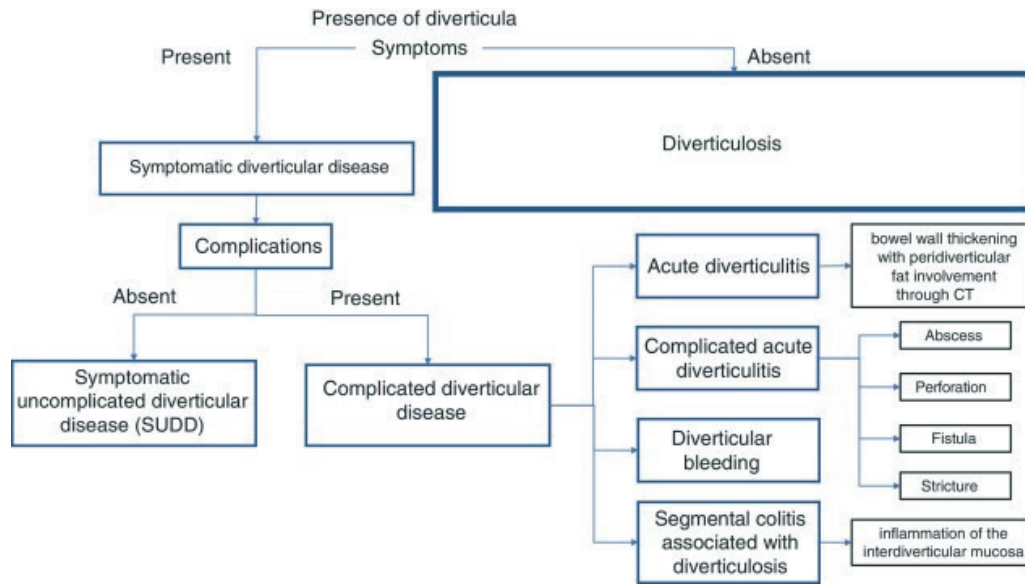 Presence of diverticula
Symptoms
Present
Absent
Diverticulosis
Symptomatic diverticular disease
Complications
Absent
Present
Symptomatic
uncomplicated diverticular
disease (SUDD)
Complicated diverticular
disease
Acute diverticulitis
bowel wall thickening
with peridiverticular
fat involvement
through CT
Complicated acute
diverticulitis
Abscess
Perforation
Fistula
Stricture
Diverticular
bleeding
Segmental colitis
associated with
diverticulosis
inflammation of the
interdiverticular mucosa